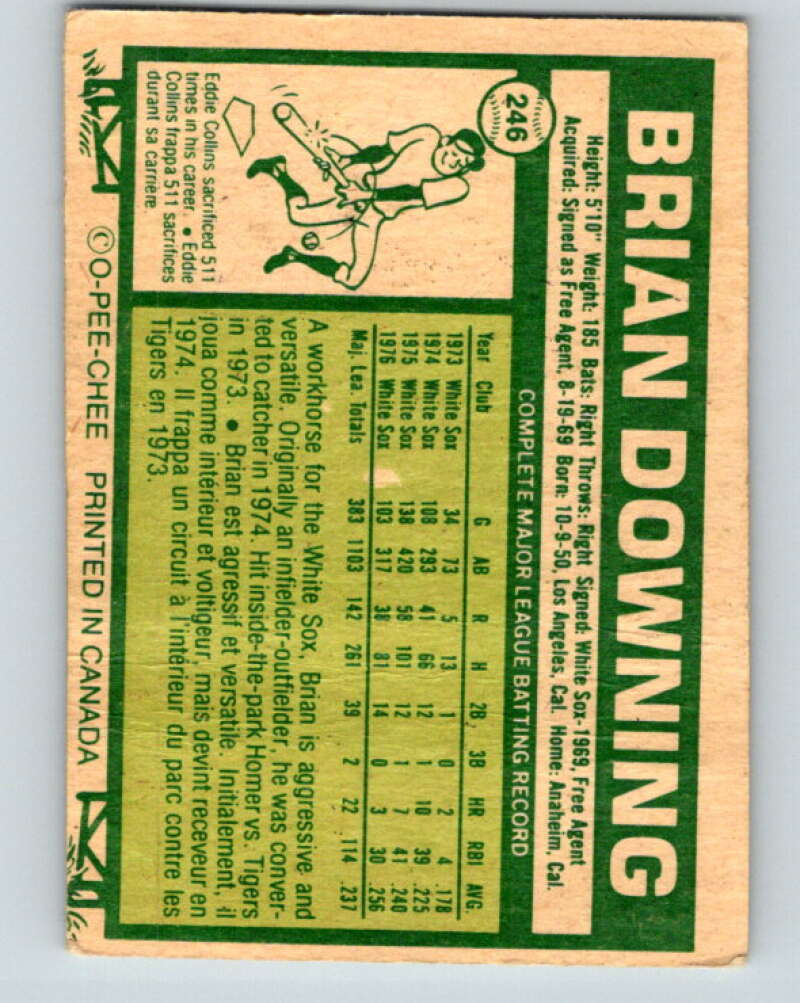 BRIAN DOWNING
Height: 5'10" Weight: 185 Bats: Right Throws: Right Signed: White Sox-1969, Free Agent
Acquired: Signed as Free Agent, 8-19-69 Born: 10-9-50, Los Angeles, Cal. Home: Anaheim, Cal.
246
COMPLETE MAJOR LEAGUE BATTING RECORD
Year Club G AB R H 2B 3B HR RBI AVG.
1973 White Sox 34 73 5 13 1 0 2 4 .178
1974 White Sox 108 293 41 66 12 1 10 39 .225
1975 White Sox 138 420 58 101 12 1 7 41 .240
1976 White Sox 103 317 38 81 14 0 3 30 .256
Maj. Lea. Totals 383 1103 142 261 39 2 22 114 .237
A workhorse for the White Sox, Brian is aggressive and
versatile. Originally an infielder-outfielder, he was conver-
ted to catcher in 1974. Hit inside-the-park Homer vs. Tigers
in 1973. • Brian est agressif et versatile. Initialement, il
joua comme intérieur et voltigeur, mais devint receveur en
1974. Il frappa un circuit à l'intérieur du parc contre les
Tigers en 1973.
Eddie Collins sacrificed 511
times in his career. • Eddie
Collins frappa 511 sacrifices
durant sa carrière.
©O-PEE-CHEE PRINTED IN CANADA